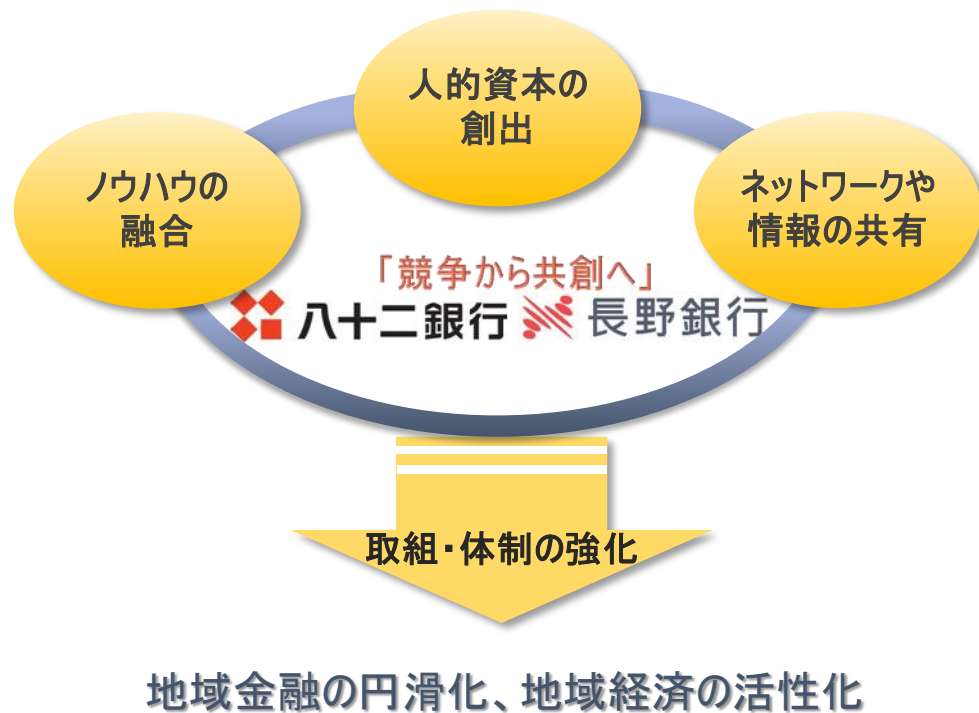 人的資本の
創出
ノウハウの
融合
ネットワークや
情報の共有
「競争から共創へ」
八十二銀行 長野銀行
取組・体制の強化
地域金融の円滑化、地域経済の活性化